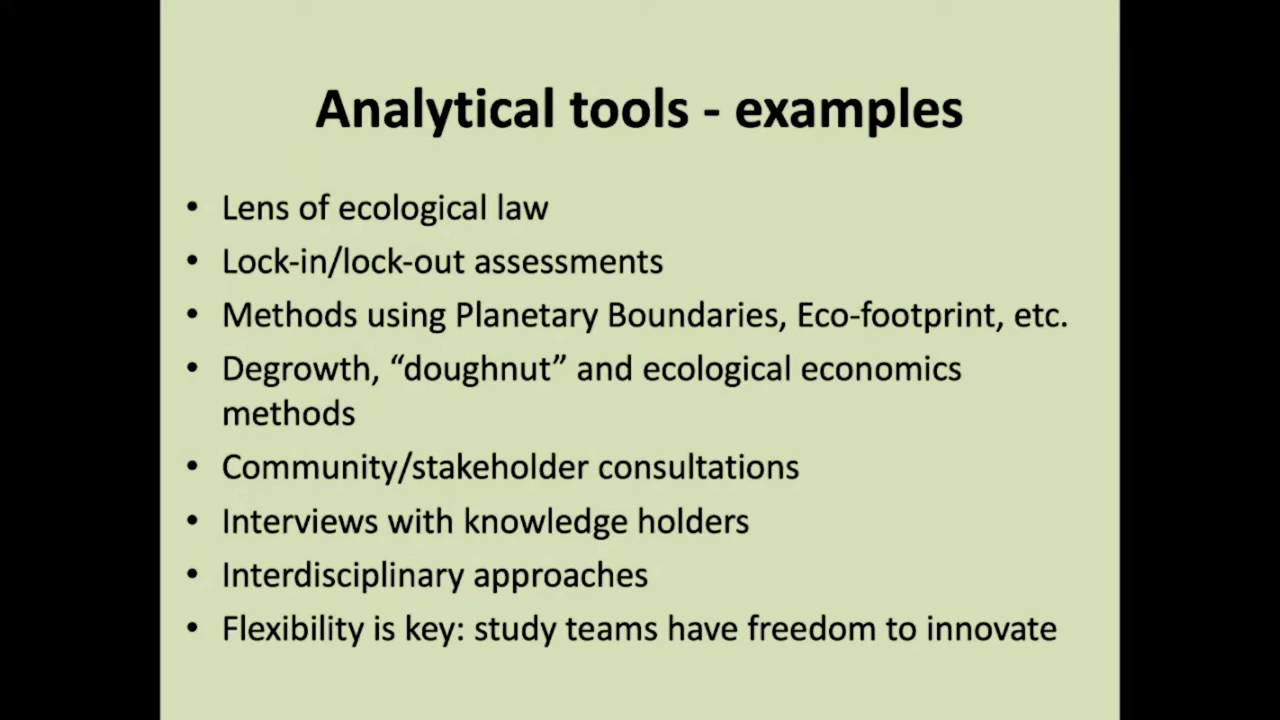 Analytical tools - examples
• Lens of ecological law
• Lock-in/lock-out assessments
• Methods using Planetary Boundaries, Eco-footprint, etc.
• Degrowth, “doughnut” and ecological economics
methods
• Community/stakeholder consultations
• Interviews with knowledge holders
• Interdisciplinary approaches
• Flexibility is key: study teams have freedom to innovate